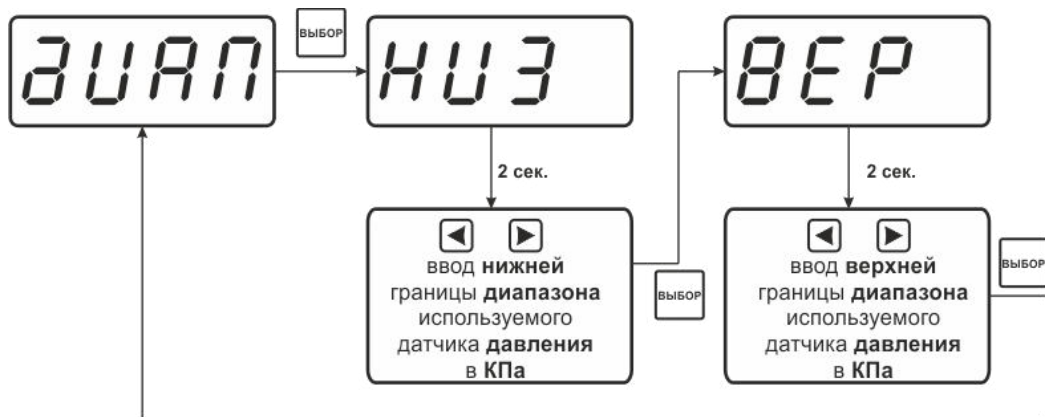 ДИАП
ВЫБОР
НИЗ
ВЕР
2 сек.
2 сек.
ввод нижней
границы диапазона
используемого
датчика давления
в КПа
ВЫБОР
ввод верхней
границы диапазона
используемого
датчика давления
в КПа
ВЫБОР